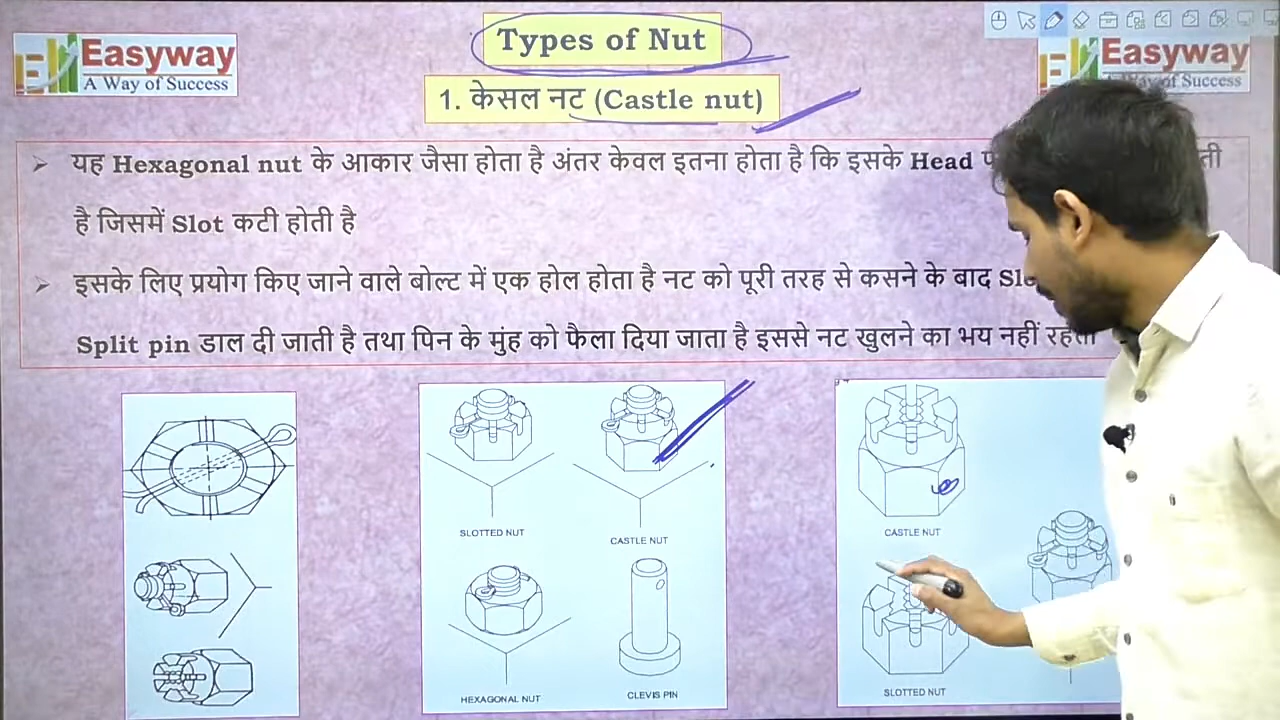 Types of Nut
Easyway
A Way of Success
Easyway
A Way of Success
1. केसल नट (Castle nut)
➢ यह Hexagonal nut के आकार जैसा होता है अंतर केवल इतना होता है कि इसके Head
है जिसमें Slot कटी होती है
➢ इसके लिए प्रयोग किए जाने वाले बोल्ट में एक होल होता है नट को पूरी तरह से कसने के बाद
Split pin डाल दी जाती है तथा पिन के मुंह को फैला दिया जाता है इससे नट खुलने का भय नहीं रहता
SLOTTED NUT
CASTLE NUT
HEXAGONAL NUT
CLEVIS PIN
CASTLE NUT
SLOTTED NUT